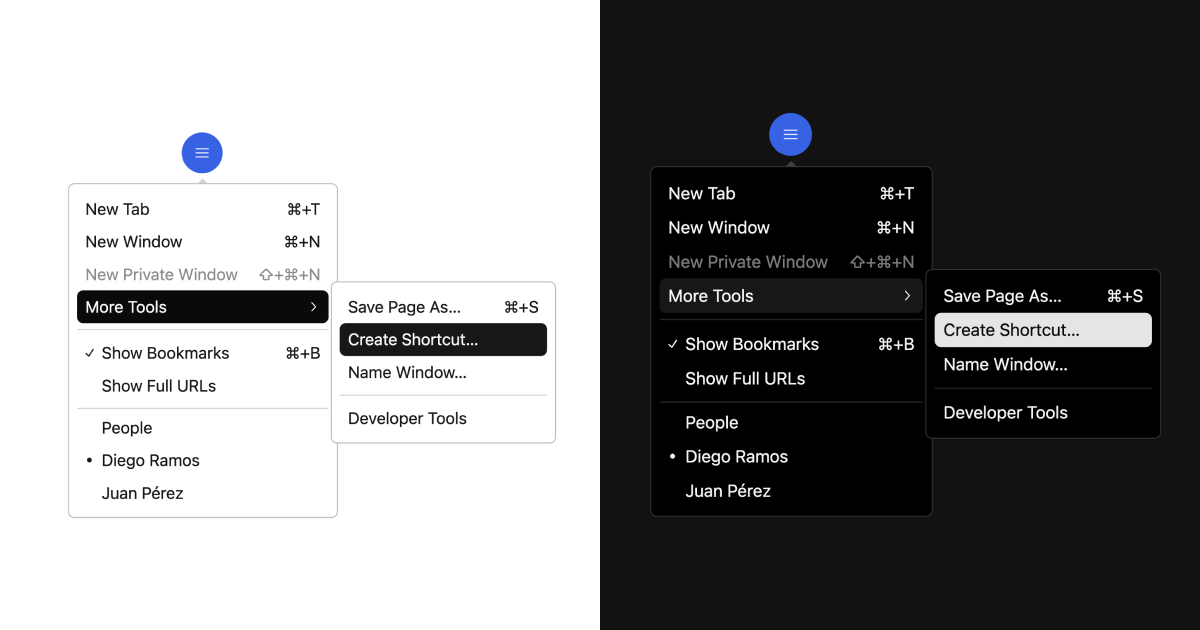 New Tab ⌘+T
New Window ⌘+N
New Private Window ⇧+⌘+N
More Tools
✓ Show Bookmarks ⌘+B
Show Full URLs
People
• Diego Ramos
Juan Pérez
Save Page As... ⌘+S
Create Shortcut...
Name Window...
Developer Tools
New Tab ⌘+T
New Window ⌘+N
New Private Window ⇧+⌘+N
More Tools
✓ Show Bookmarks ⌘+B
Show Full URLs
People
• Diego Ramos
Juan Pérez
Save Page As... ⌘+S
Create Shortcut...
Name Window...
Developer Tools